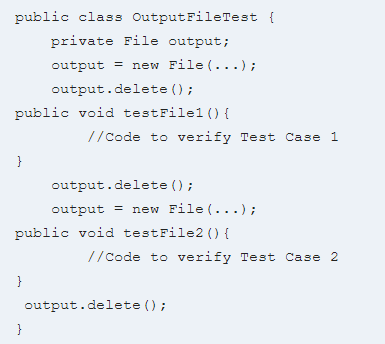 public class OutputFileTest {
    private File output;
    output = new File(...);
    output.delete();
public void testFile1(){
        //Code to verify Test Case 1
}
    output.delete();
    output = new File(...);
public void testFile2(){
        //Code to verify Test Case 2
}
 output.delete();
}